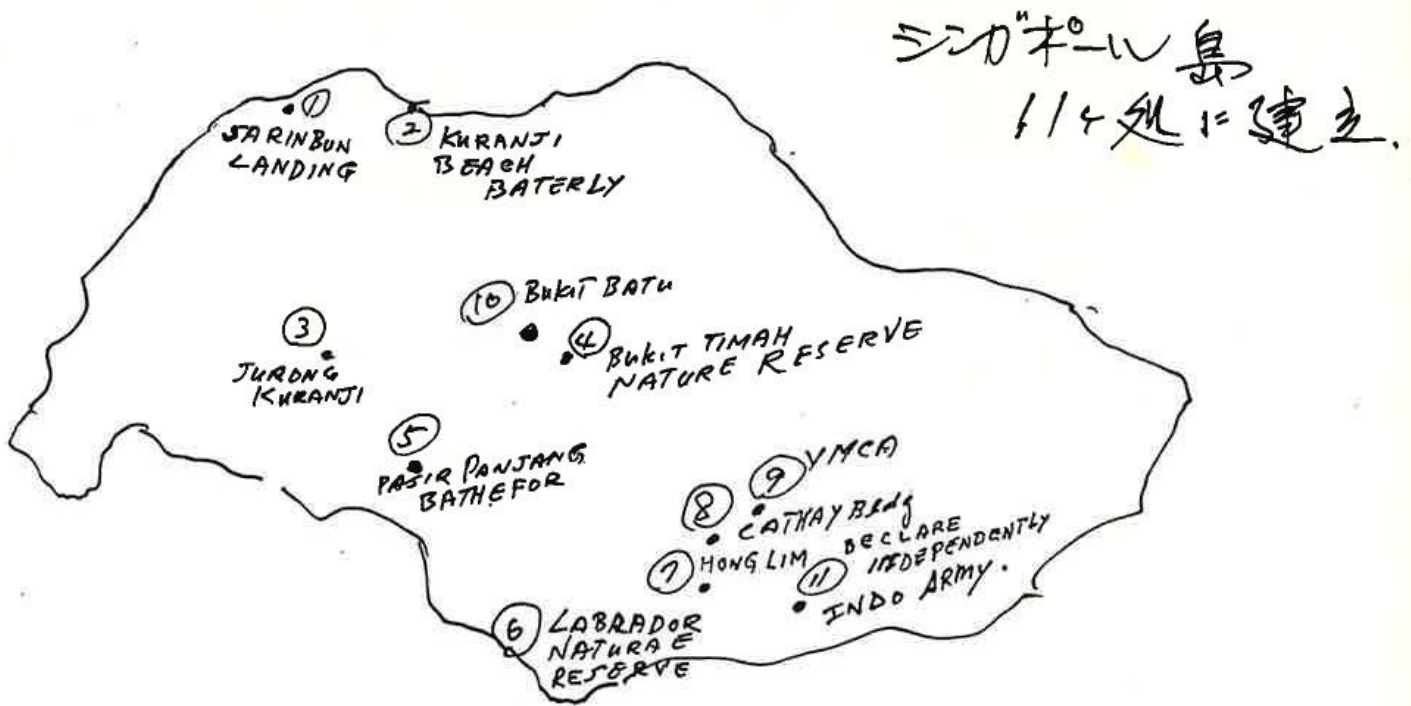 シンガポール島
11ケ処に建立.
①
SARINBUN
LANDING
②
KURANJI
BEACH
BATERLY
⑩ BUKIT BATU
③
JURONG
KURANJI
④
BUKIT TIMAH
NATURE RESERVE
⑤
PASIR PANJANG
BATHEFOR
⑨ YMCA
⑧
CATHAY Bldg
⑦ HONG LIM
⑪ DECLARE
INDEPENDENTLY
INDO ARMY.
⑥ LABRADOR
NATURAE
RESERVE